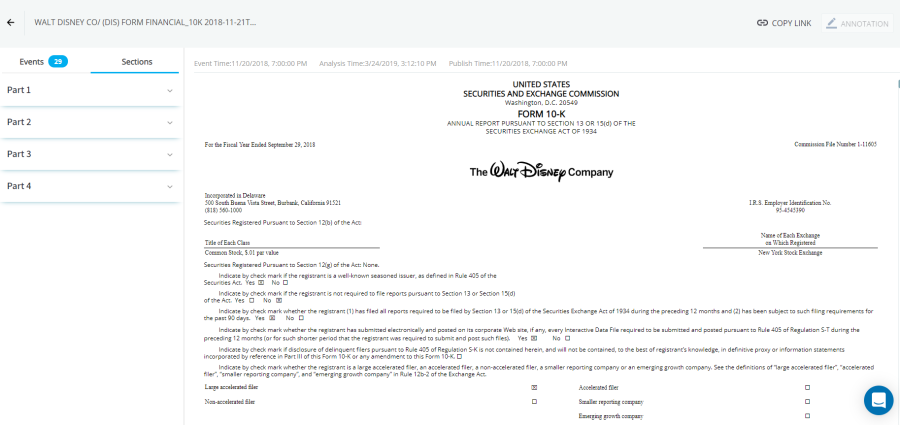 WALT DISNEY CO/ (DIS) FORM FINANCIAL_10K 2018-11-21T...
COPY LINK
ANNOTATION
Events 29
Sections
Part 1
Part 2
Part 3
Part 4
Event Time:11/20/2018, 7:00:00 PM Analysis Time:3/24/2019, 3:12:10 PM Publish Time:11/20/2018, 7:00:00 PM
UNITED STATES
SECURITIES AND EXCHANGE COMMISSION
Washington, D.C. 20549
FORM 10-K
ANNUAL REPORT PURSUANT TO SECTION 13 OR 15(d) OF THE
SECURITIES EXCHANGE ACT OF 1934
For the Fiscal Year Ended September 29, 2018
Commission File Number 1-11605
The WALT DISNEY Company
Incorporated in Delaware
500 South Buena Vista Street, Burbank, California 91521
(818) 560-1000
I.R.S. Employer Identification No.
95-4545390
Securities Registered Pursuant to Section 12(b) of the Act:
Title of Each Class
Name of Each Exchange
on Which Registered
Common Stock, $.01 par value
New York Stock Exchange
Securities Registered Pursuant to Section 12(g) of the Act: None.
Indicate by check mark if the registrant is a well-known seasoned issuer, as defined in Rule 405 of the
Securities Act. Yes ☒ No ☐
Indicate by check mark if the registrant is not required to file reports pursuant to Section 13 or Section 15(d)
of the Act. Yes ☐ No ☒
Indicate by check mark whether the registrant (1) has filed all reports required to be filed by Section 13 or 15(d) of the Securities Exchange Act of 1934 during the preceding 12 months and (2) has been subject to such filing requirements for
the past 90 days. Yes ☒ No ☐
Indicate by check mark whether the registrant has submitted electronically and posted on its corporate Web site, if any, every Interactive Data File required to be submitted and posted pursuant to Rule 405 of Regulation S-T during the
preceding 12 months (or for such shorter period that the registrant was required to submit and post such files). Yes ☒ No ☐
Indicate by check mark if disclosure of delinquent filers pursuant to Rule 405 of Regulation S-K is not contained herein, and will not be contained, to the best of registrant's knowledge, in definitive proxy or information statements
incorporated by reference in Part III of this Form 10-K or any amendment to this Form 10-K. ☐
Indicate by check mark whether the registrant is a large accelerated filer, an accelerated filer, a non-accelerated filer, a smaller reporting company or an emerging growth company. See the definitions of "large accelerated filer", "accelerated
filer", "smaller reporting company", and "emerging growth company" in Rule 12b-2 of the Exchange Act.
Large accelerated filer ☒ Accelerated filer ☐
Non-accelerated filer ☐ Smaller reporting company ☐
Emerging growth company ☐